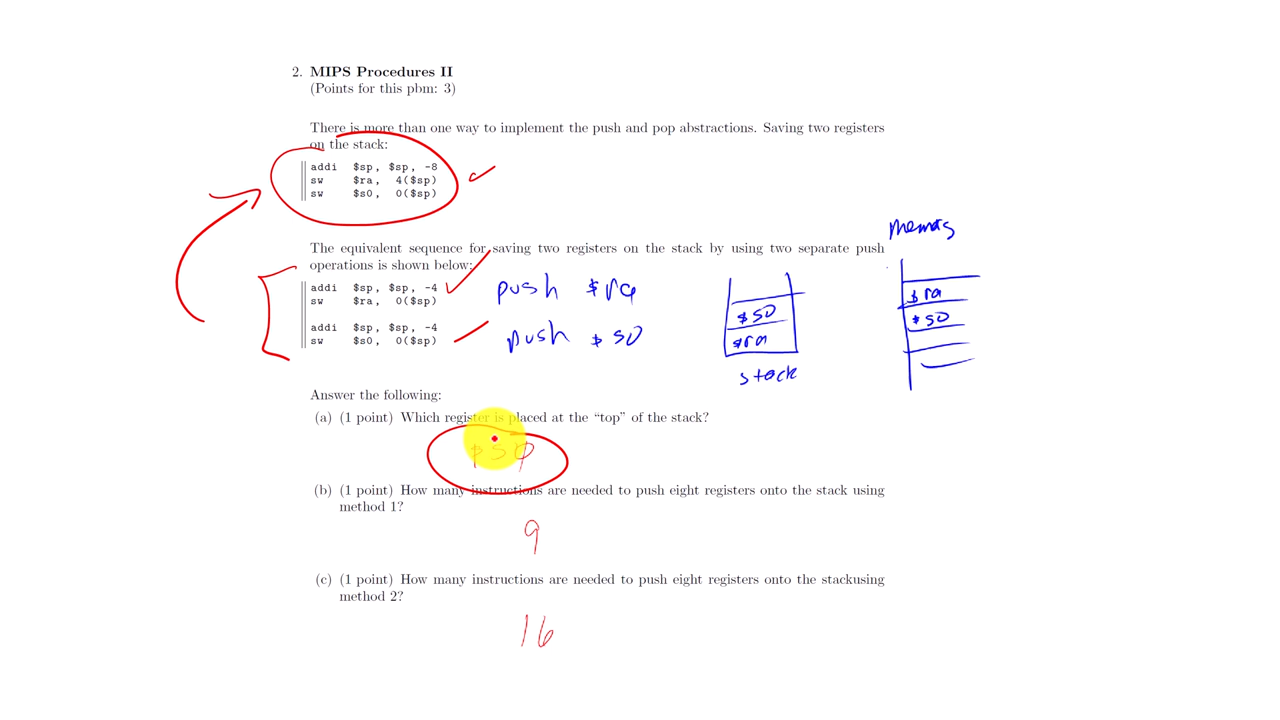 2. MIPS Procedures II
(Points for this pbm: 3)
There is more than one way to implement the push and pop abstractions. Saving two registers
on the stack:
addi $sp, $sp, -8
sw $ra, 4($sp)
sw $s0, 0($sp)
The equivalent sequence for saving two registers on the stack by using two separate push
operations is shown below:
addi $sp, $sp, -4
sw $ra, 0($sp)
addi $sp, $sp, -4
sw $s0, 0($sp)
push $ra
push $s0
$s0
$ra
stack
$ra
$s0
Answer the following:
(a) (1 point) Which register is placed at the “top” of the stack?
$s0
(b) (1 point) How many instructions are needed to push eight registers onto the stack using
method 1?
9
(c) (1 point) How many instructions are needed to push eight registers onto the stackusing
method 2?
16